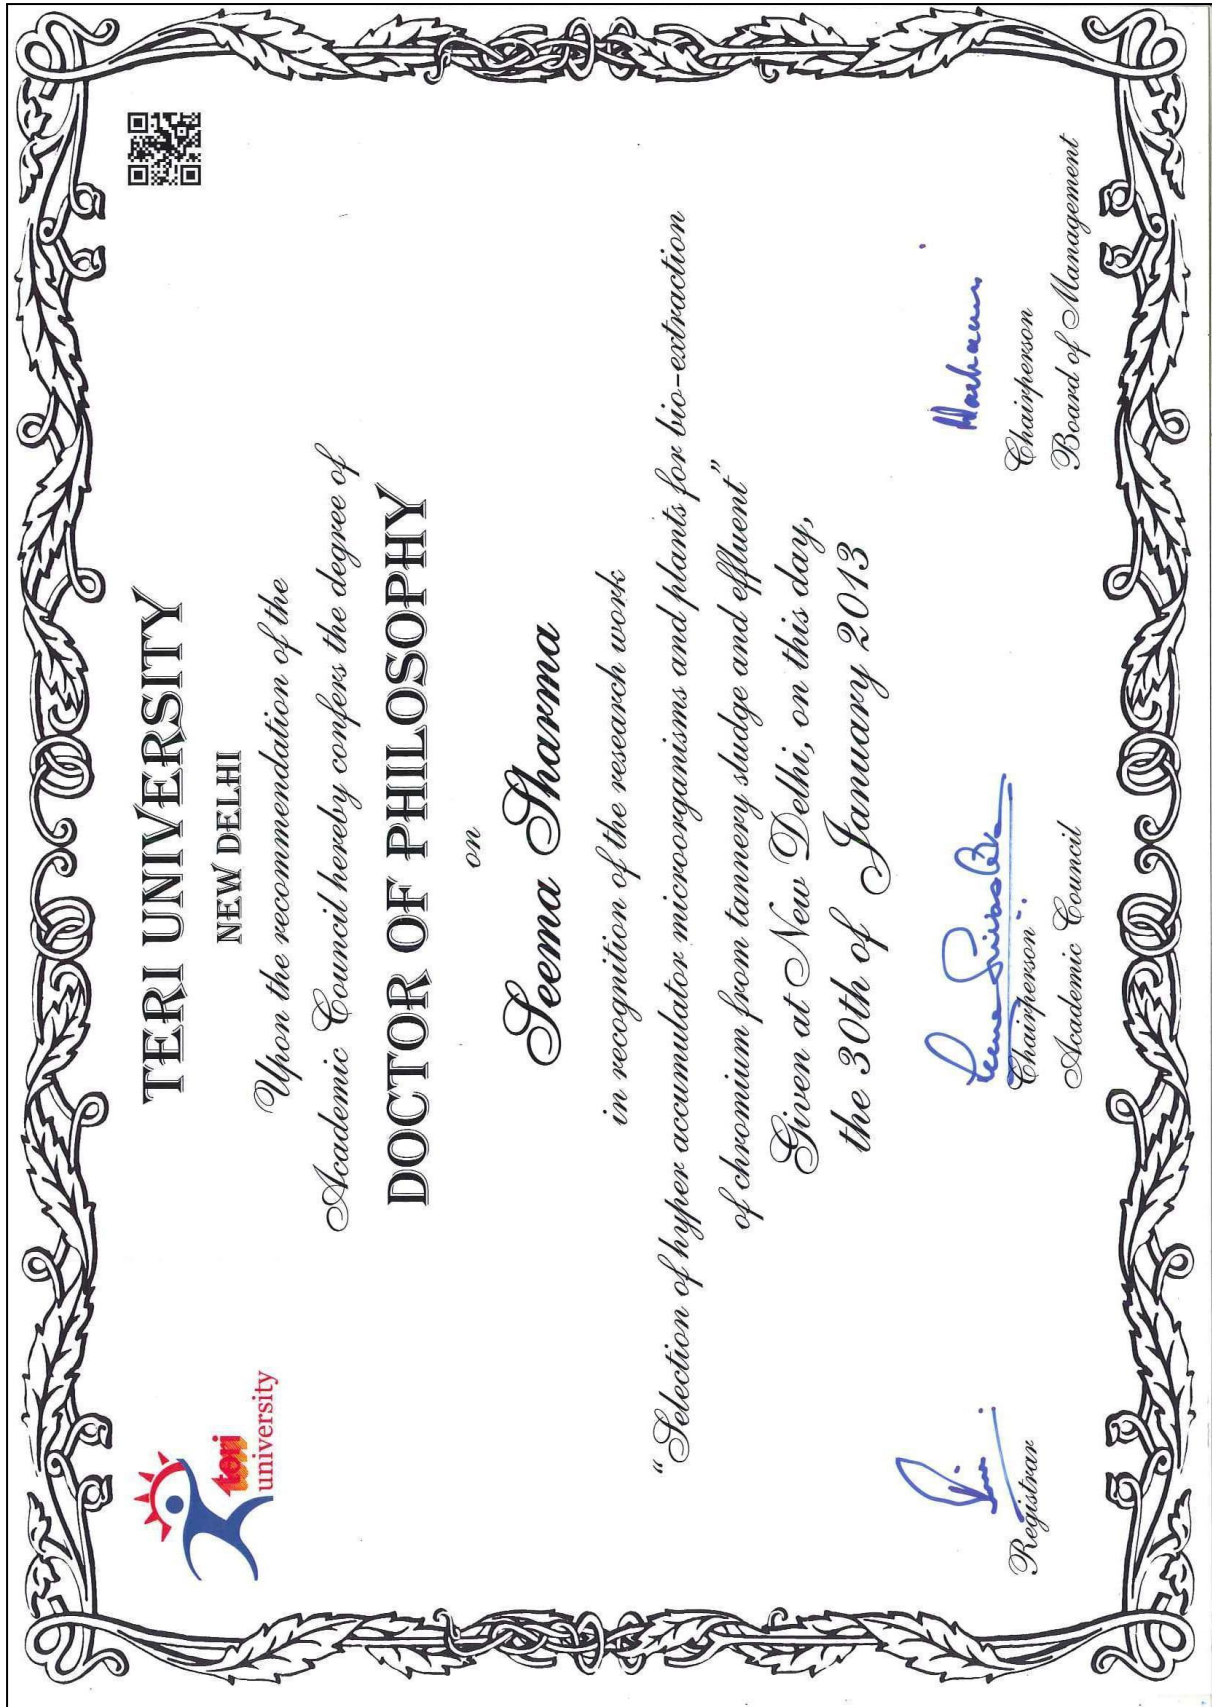 teri
university
TERI UNIVERSITY
NEW DELHI
Upon the recommendation of the
Academic Council hereby confers the degree of
DOCTOR OF PHILOSOPHY
on
Seema Sharma
in recognition of the research work
“Selection of hyper accumulator microorganisms and plants for bio-extraction
of chromium from tannery sludge and effluent”
Given at New Delhi, on this day,
the 30th of January 2013
Registrar
Chairperson
Academic Council
Chairperson
Board of Management